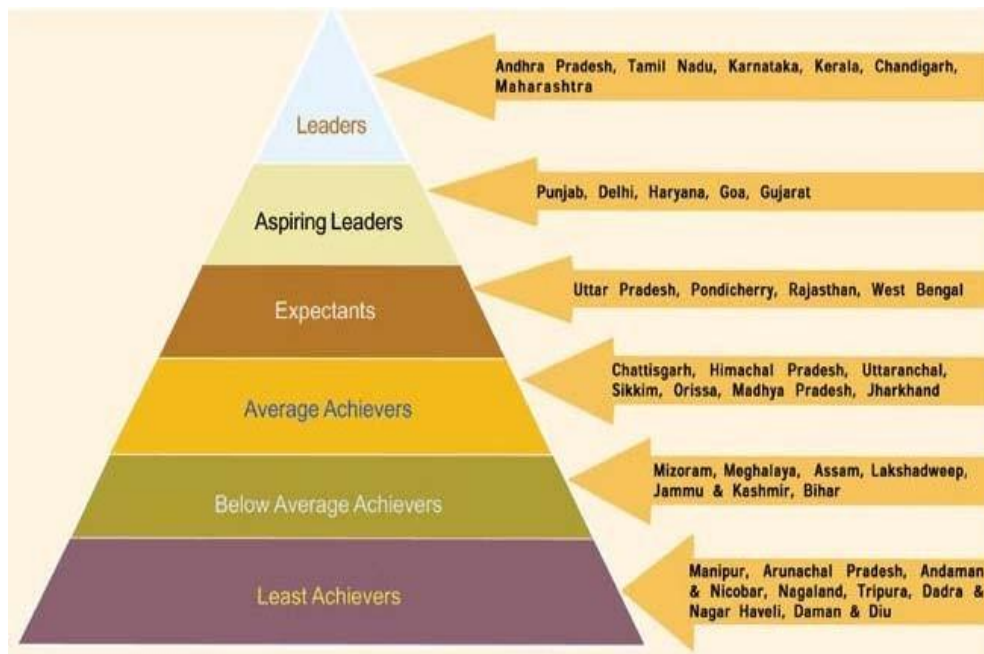 Andhra Pradesh, Tamil Nadu, Karnataka, Kerala, Chandigarh,
Maharashtra
Leaders
Punjab, Delhi, Haryana, Goa, Gujarat
Aspiring Leaders
Uttar Pradesh, Pondicherry, Rajasthan, West Bengal
Expectants
Chattisgarh, Himachal Pradesh, Uttaranchal,
Sikkim, Orissa, Madhya Pradesh, Jharkhand
Average Achievers
Mizoram, Meghalaya, Assam, Lakshadweep,
Jammu & Kashmir, Bihar
Below Average Achievers
Manipur, Arunachal Pradesh, Andaman
& Nicobar, Nagaland, Tripura, Dadra &
Nagar Haveli, Daman & Diu
Least Achievers